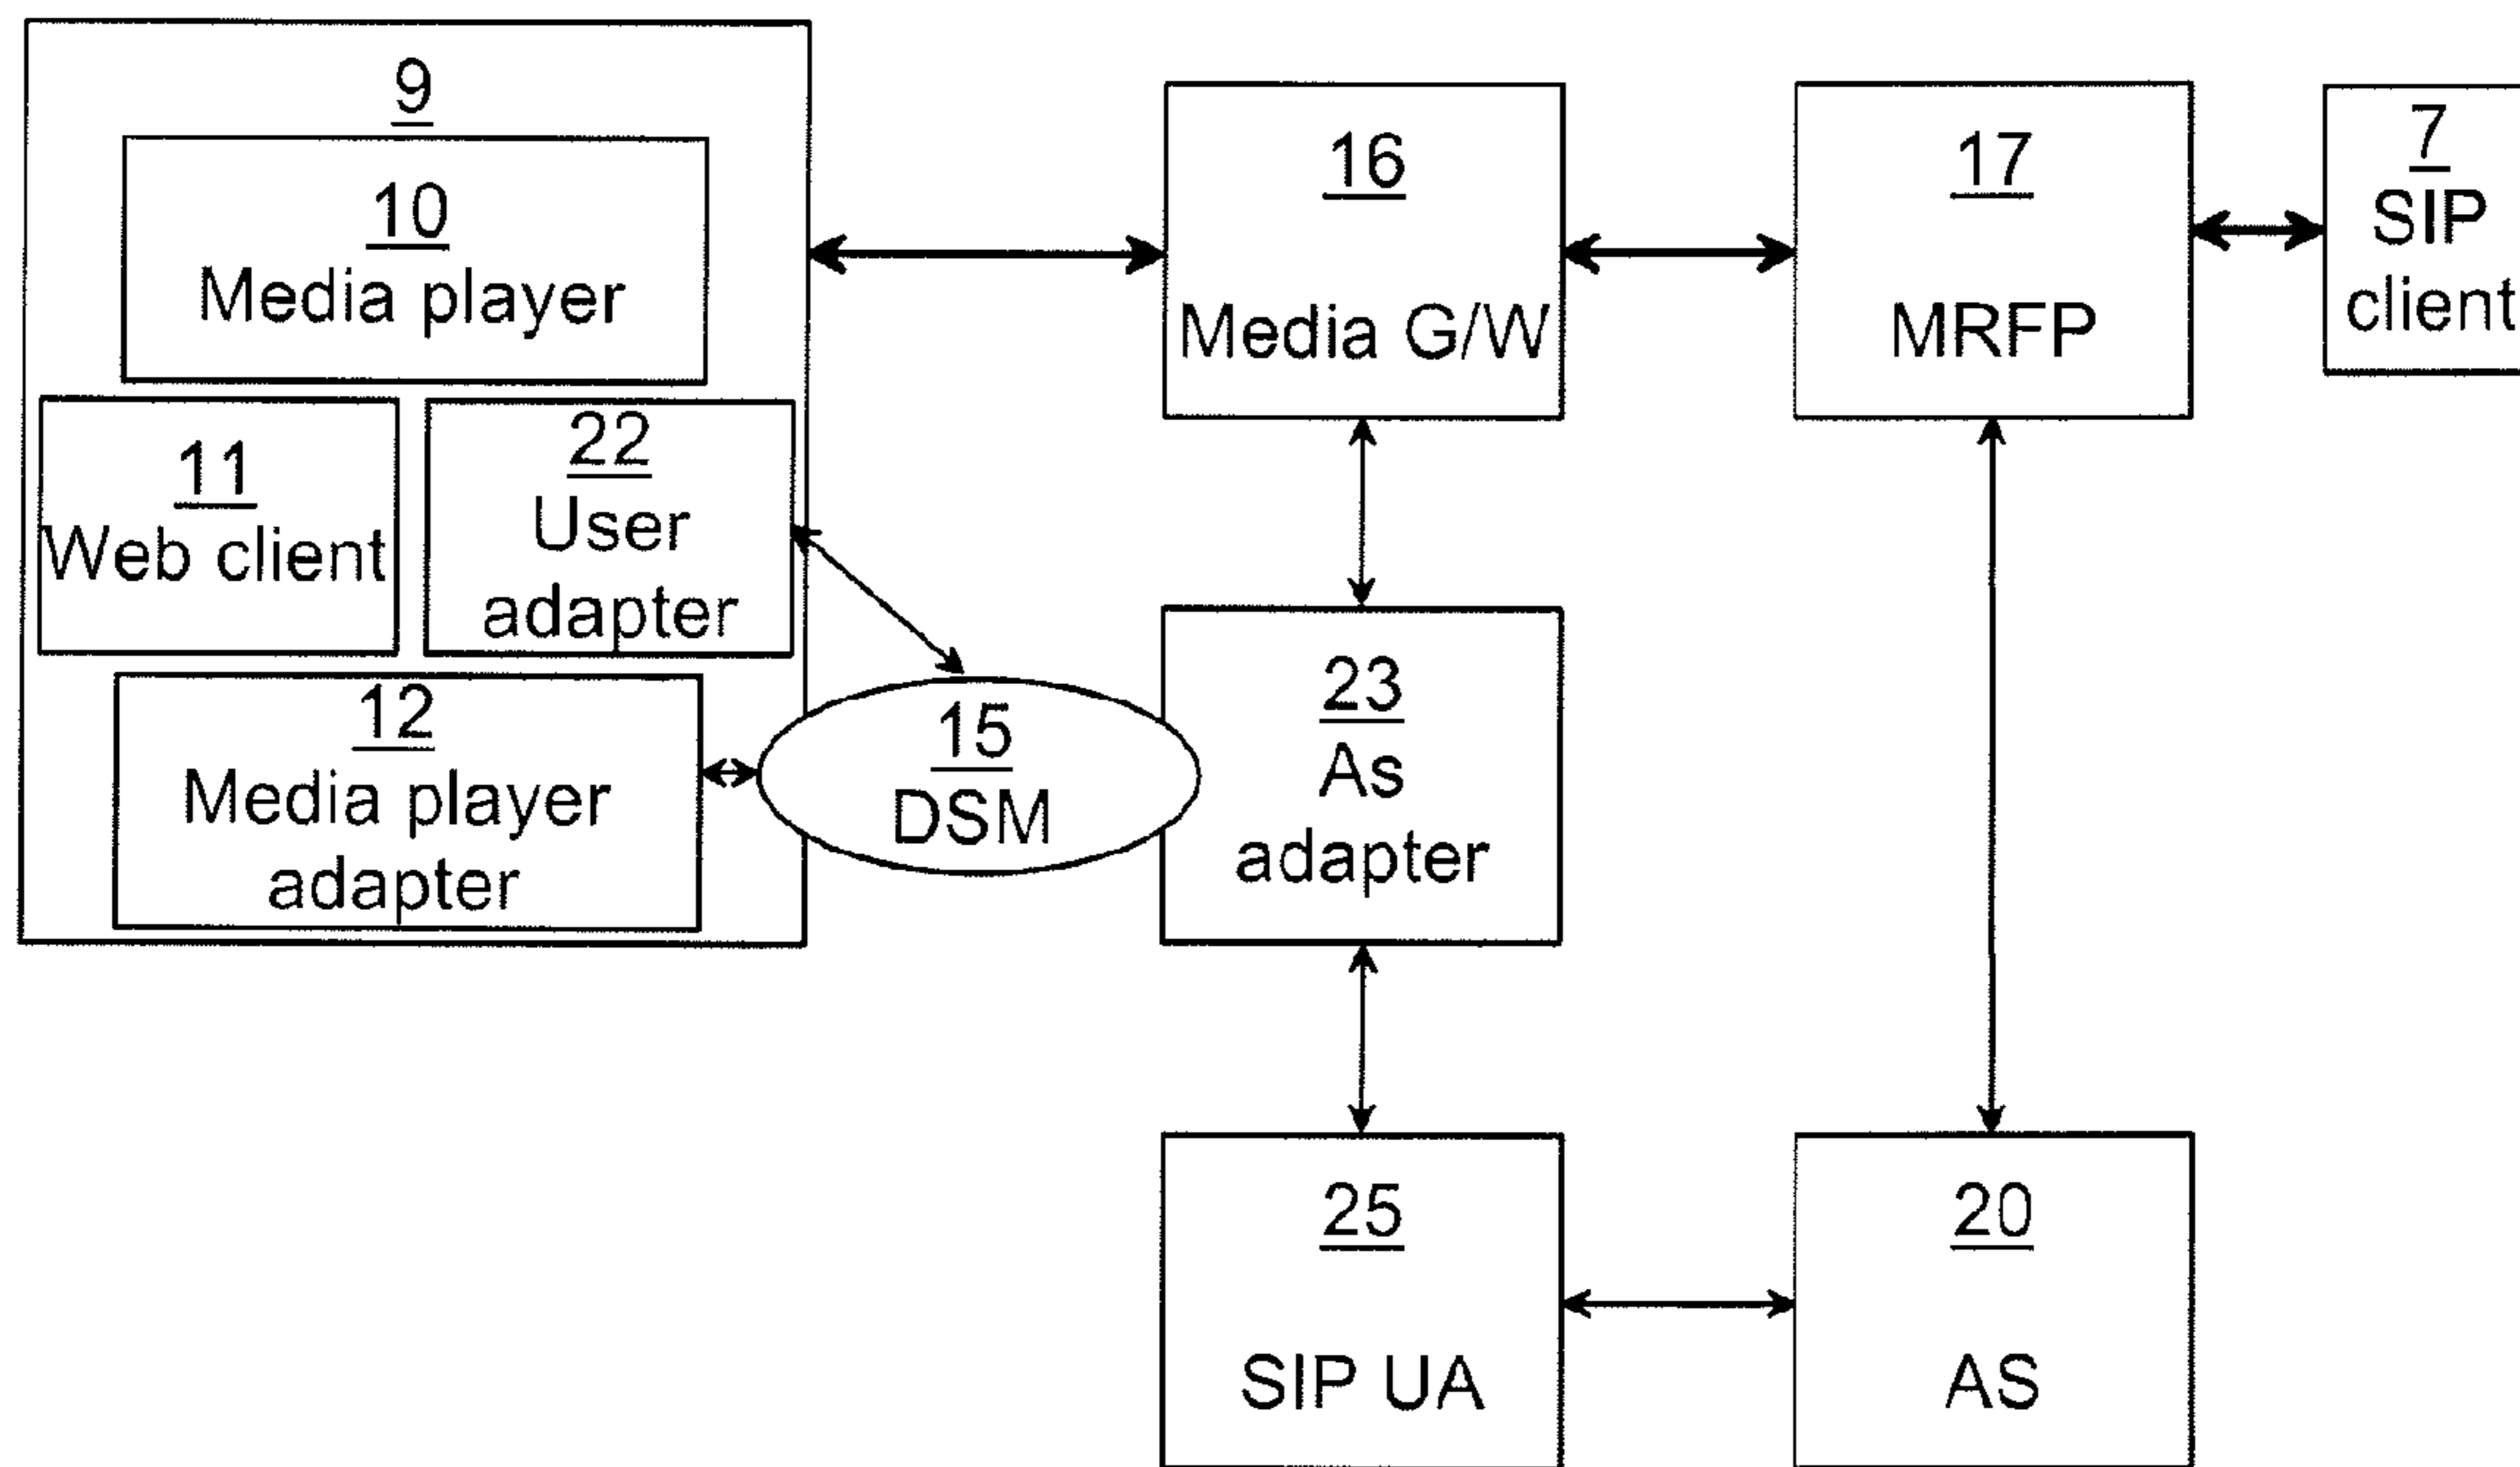 9
10
Media player
11
Web client
22
User
adapter
12
Media player
adapter
15
DSM
16
Media G/W
17
MRFP
7
SIP
client
23
As
adapter
25
SIP UA
20
AS